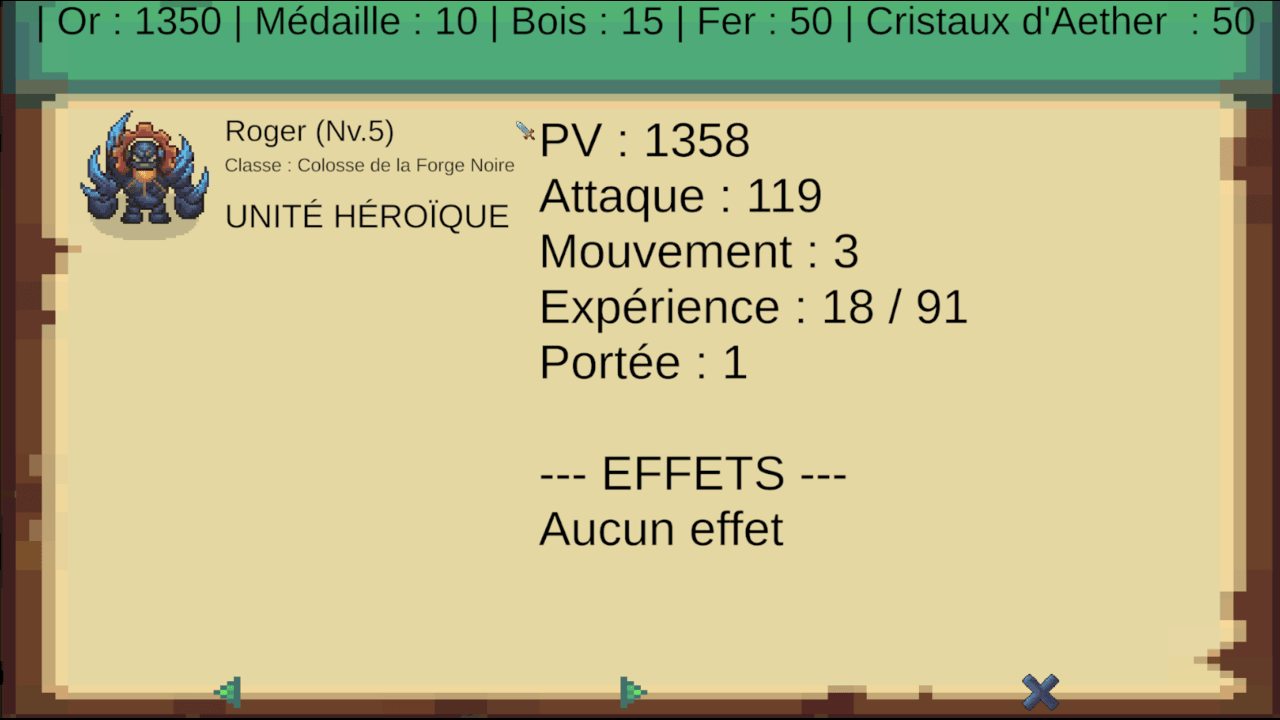 | Or : 1350 | Médaille : 10 | Bois : 15 | Fer : 50 | Cristaux d'Aether  : 50
Roger (Nv.5)
Classe : Colosse de la Forge Noire
UNITÉ HÉROÏQUE
PV : 1358
Attaque : 119
Mouvement : 3
Expérience : 18 / 91
Portée : 1
--- EFFETS ---
Aucun effet